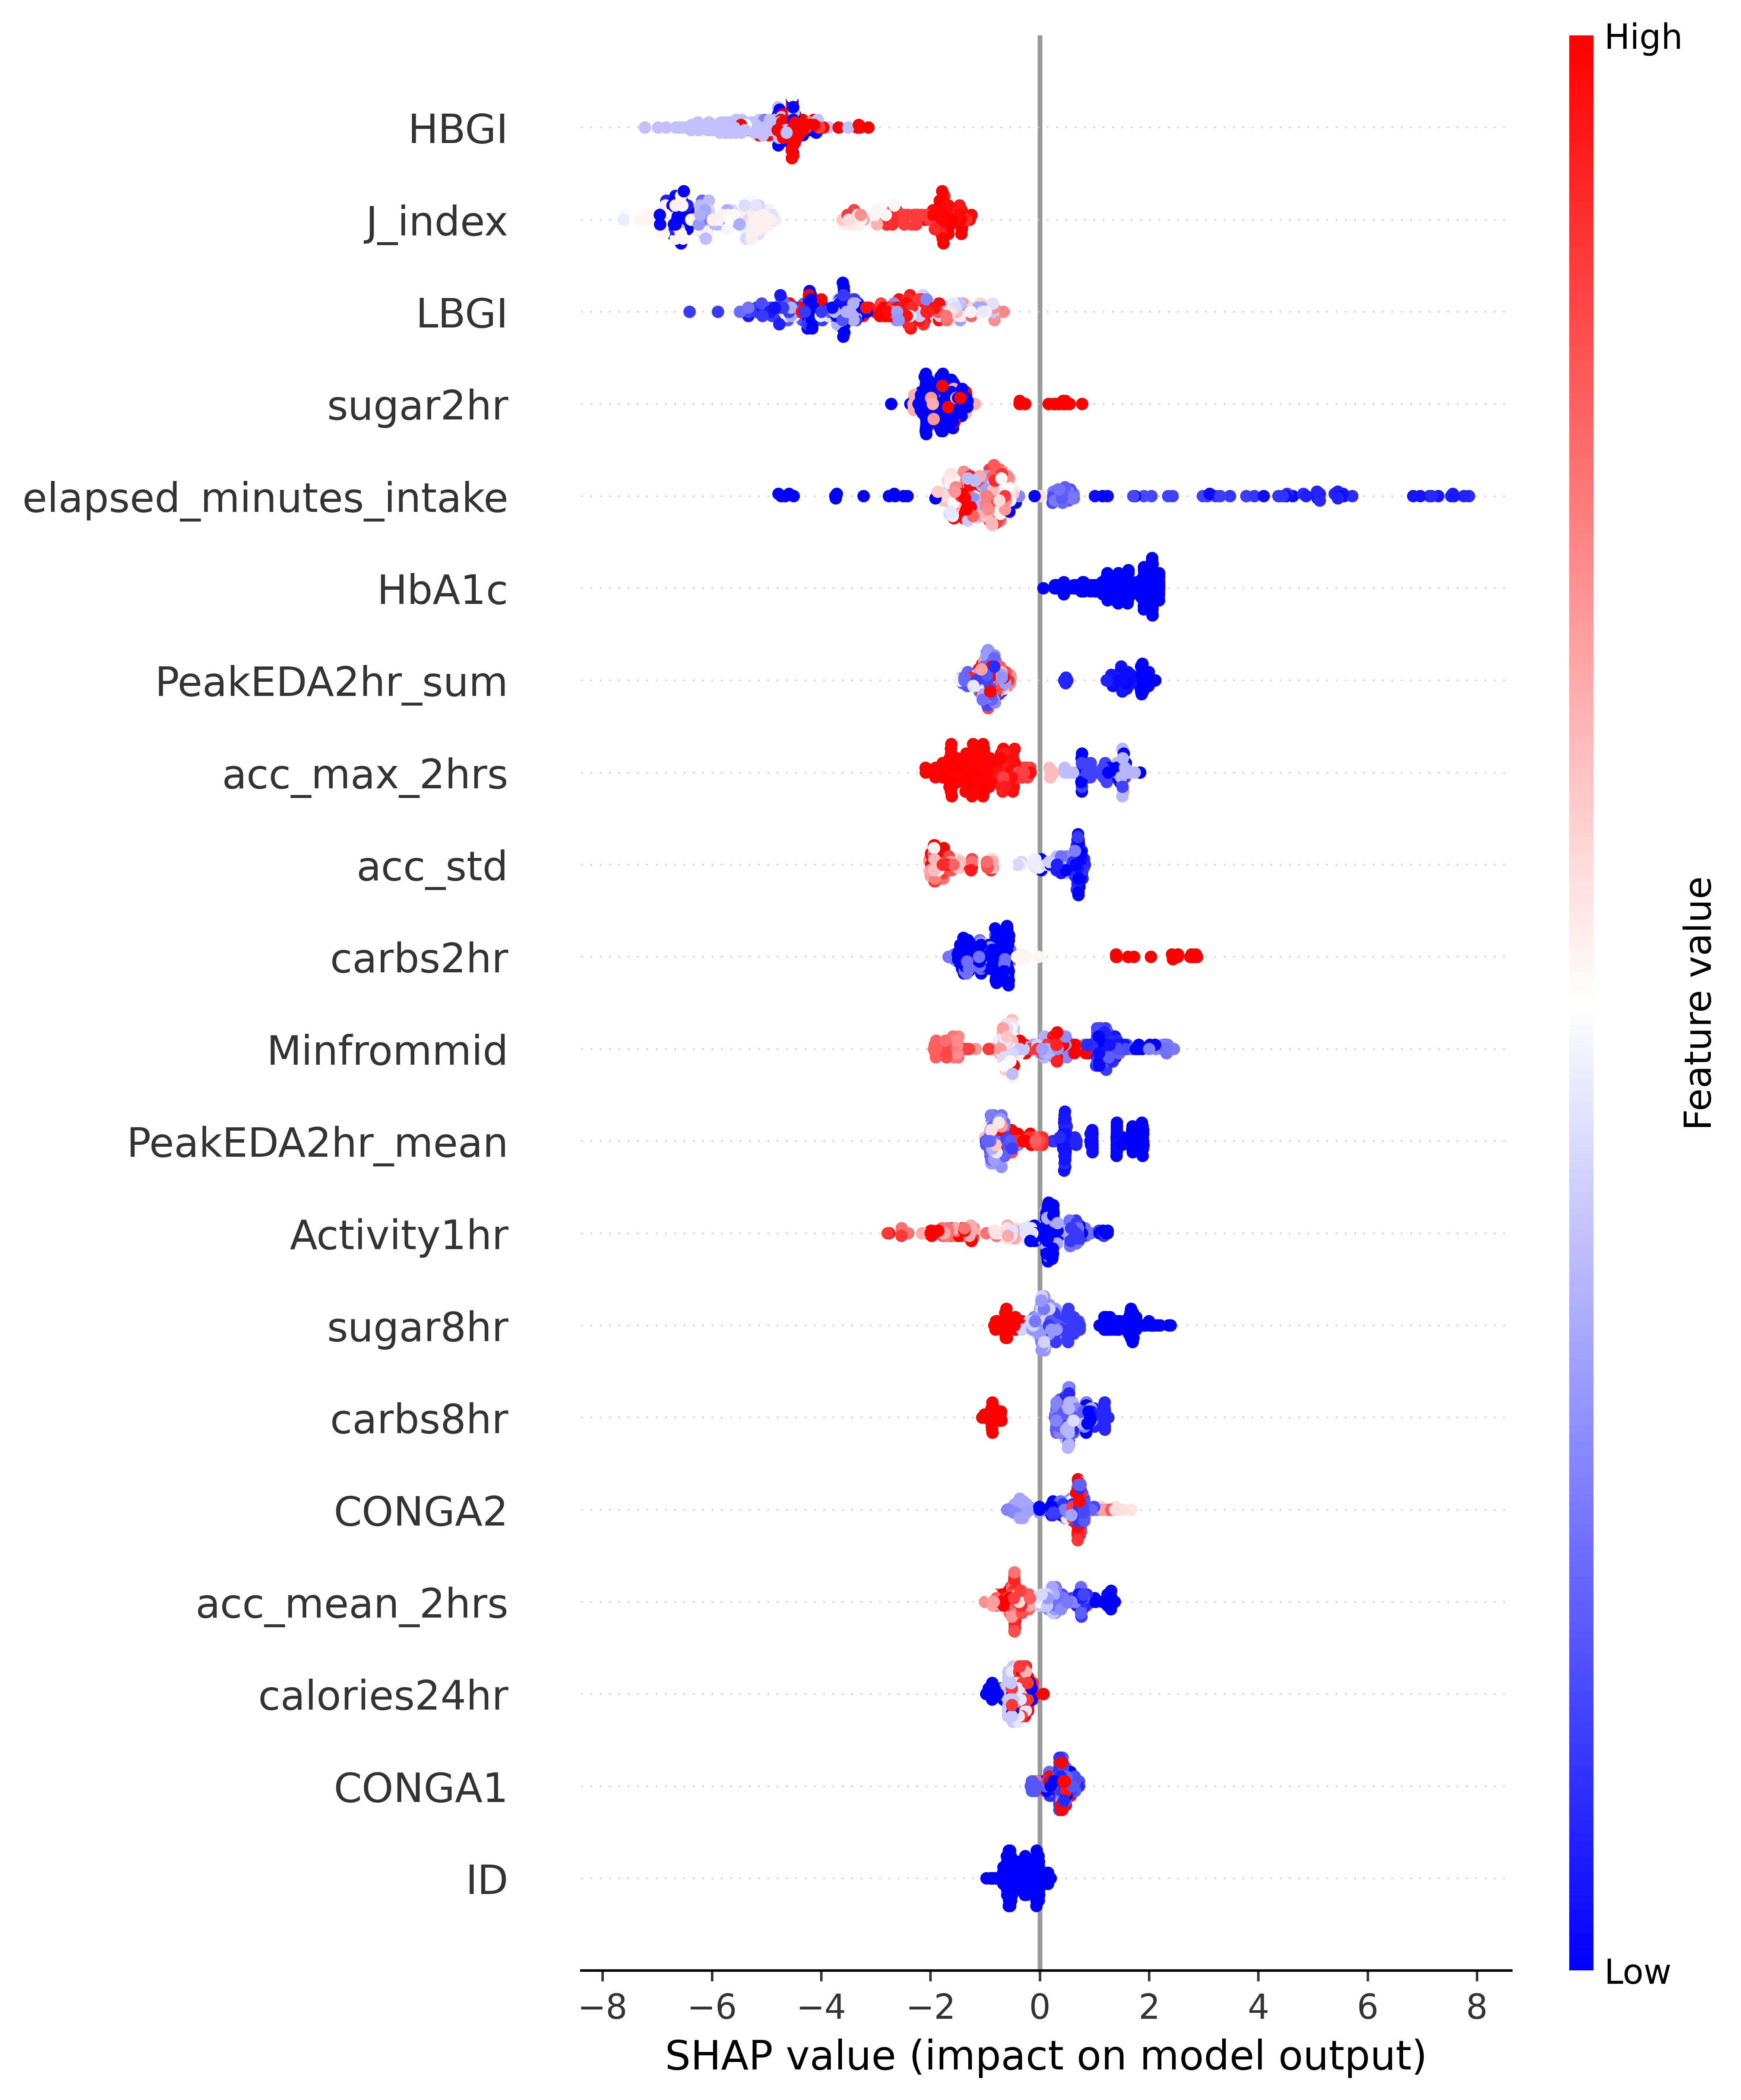 High
HBGI
J_index
LBGI
sugar2hr
elapsed_minutes_intake
HbA1c
PeakEDA2hr_sum
acc_max_2hrs
acc_std
carbs2hr
Minfrommid
PeakEDA2hr_mean
Activity1hr
sugar8hr
carbs8hr
CONGA2
acc_mean_2hrs
calories24hr
CONGA1
ID
Feature value
Low
−8 −6 −4 −2 0 2 4 6 8
SHAP value (impact on model output)